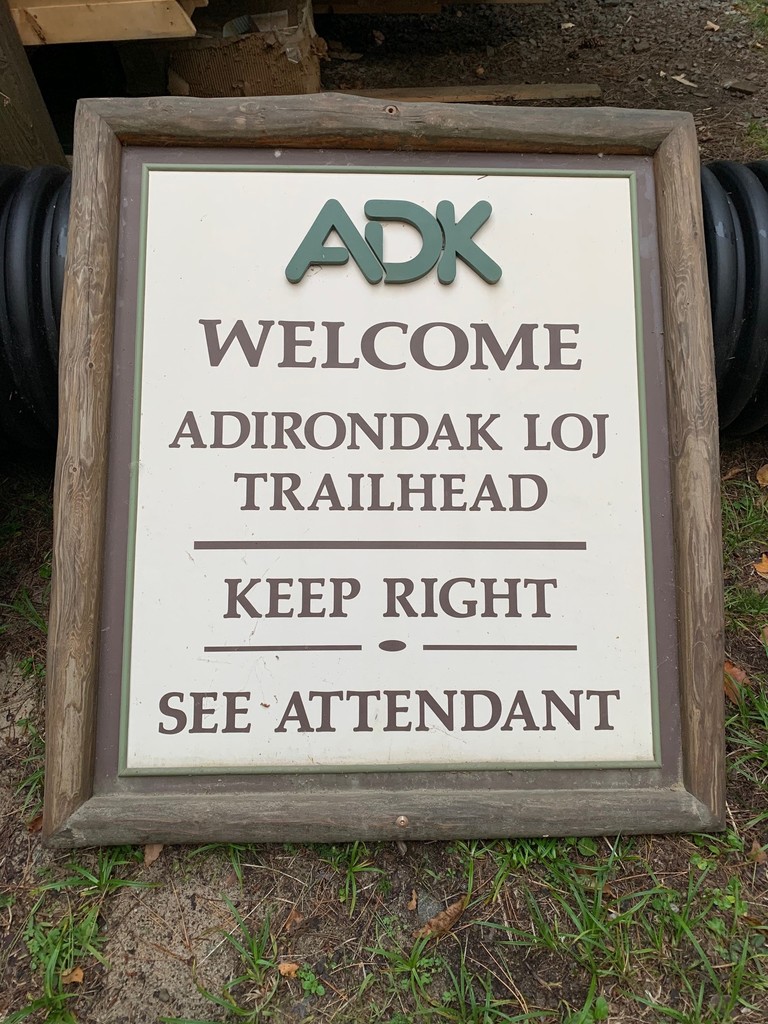 ADK
WELCOME
ADIRONDAK LOJ
TRAILHEAD
KEEP RIGHT
SEE ATTENDANT